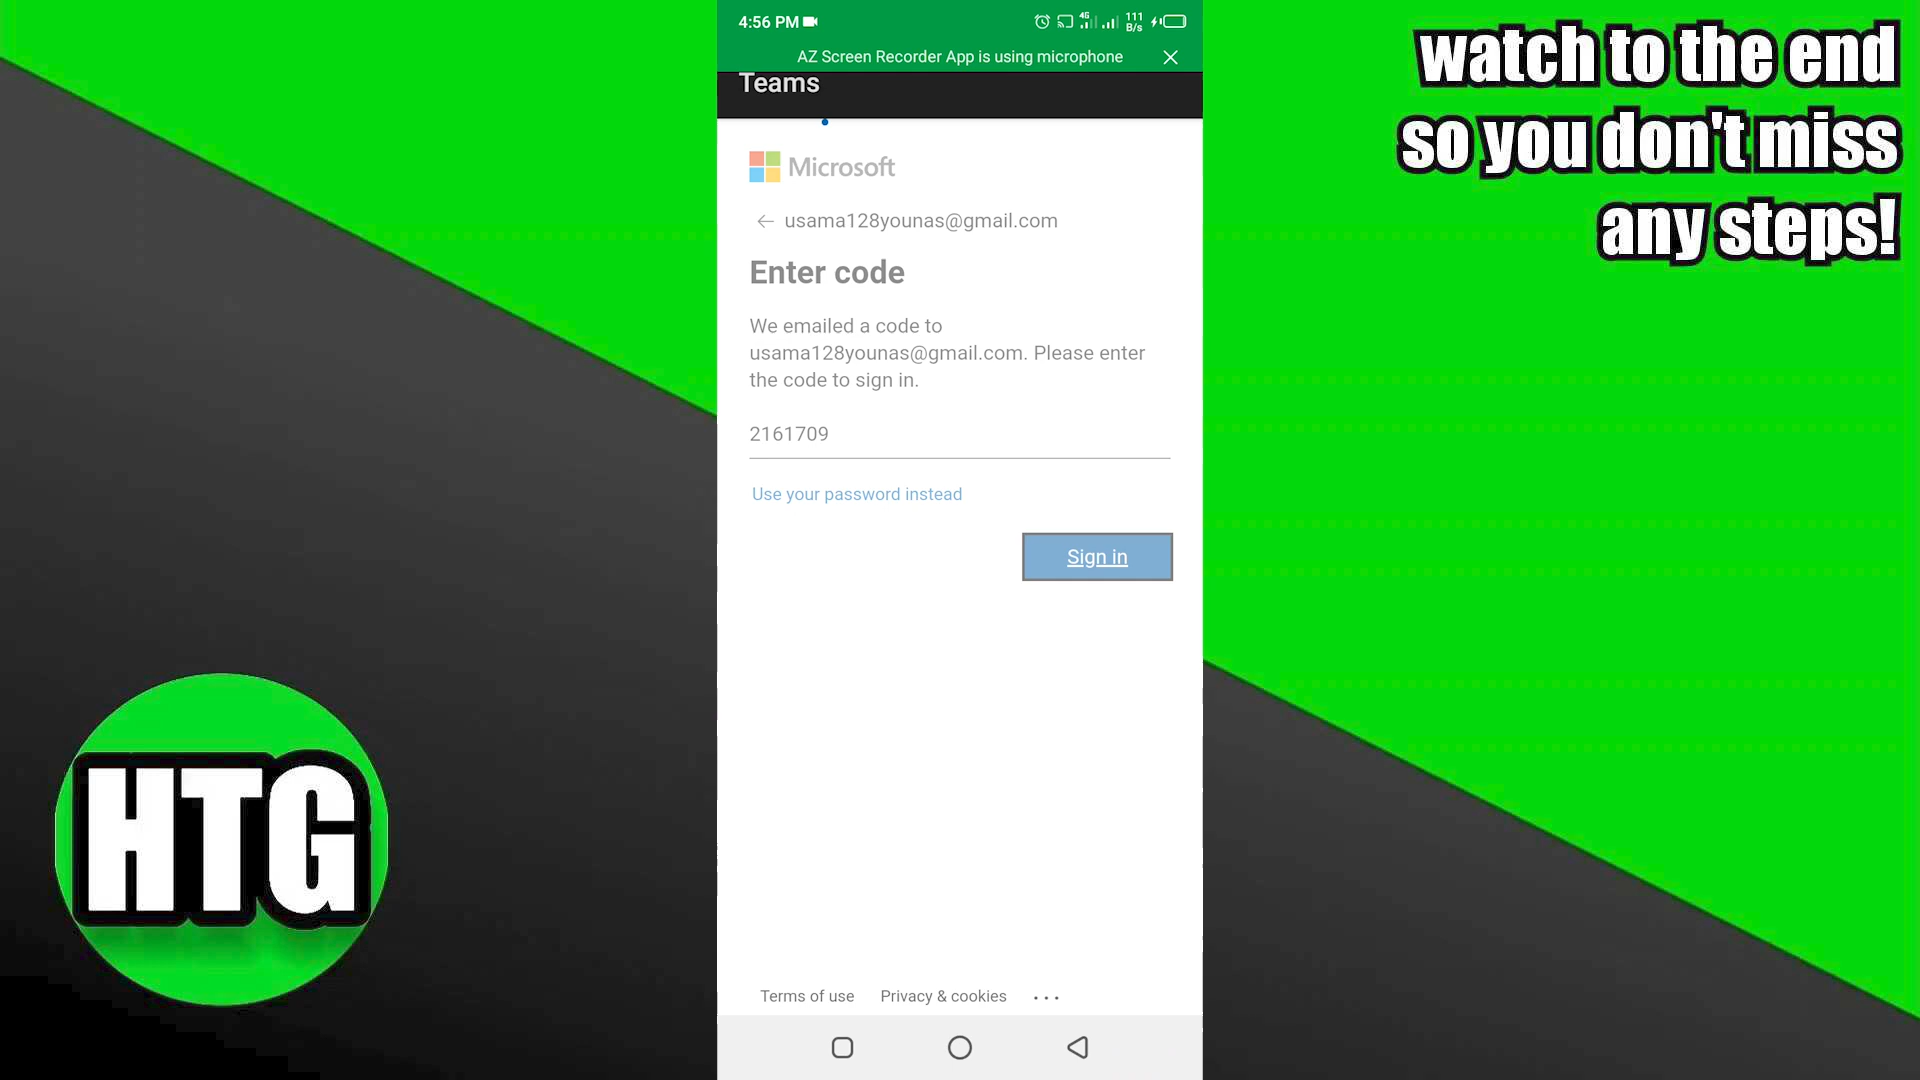 4:56 PM
4G
111
B/s
AZ Screen Recorder App is using microphone
Teams
Microsoft
usama128younas@gmail.com
Enter code
We emailed a code to
usama128younas@gmail.com. Please enter
the code to sign in.
2161709
Use your password instead
Sign in
Terms of use Privacy & cookies ...
watch to the end
so you don't miss
any steps!
HTG